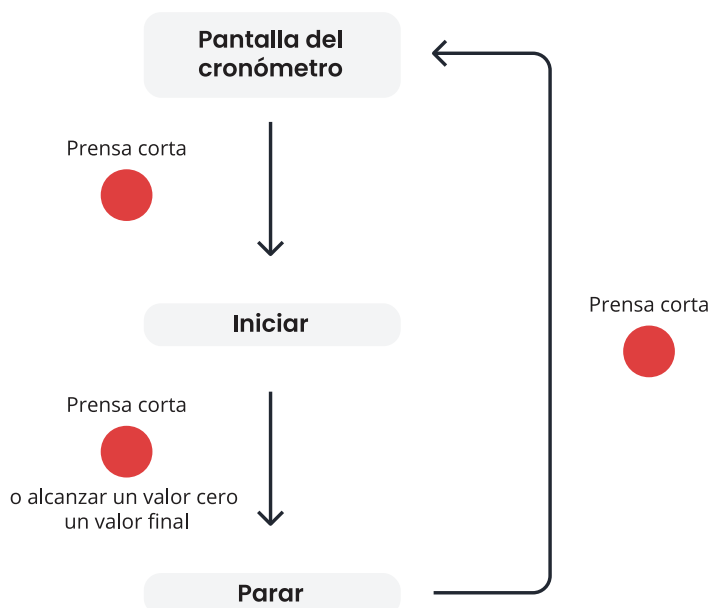 Pantalla del
cronómetro
Prensa corta
Iniciar
Prensa corta
Prensa corta
o alcanzar un valor cero
un valor final
Parar